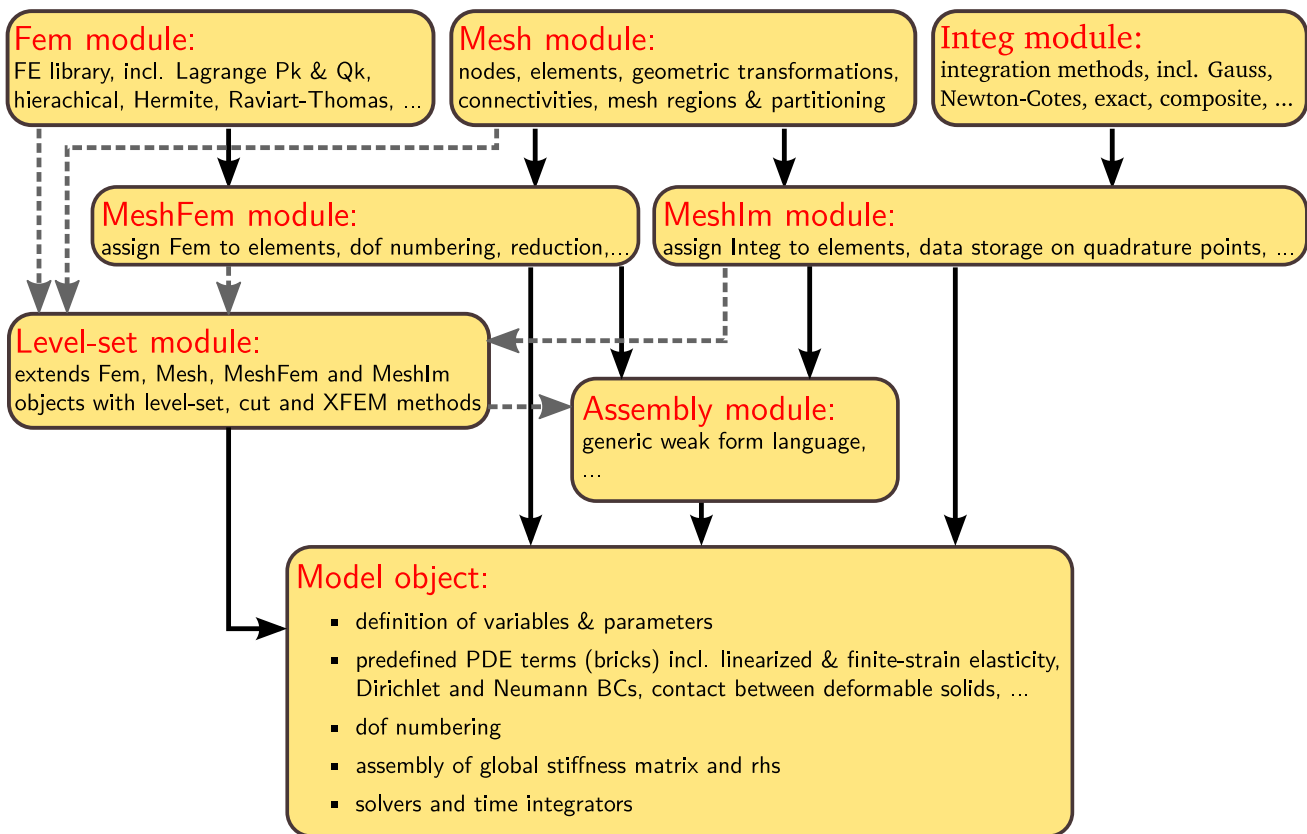 Fem module:
FE library, incl. Lagrange Pk & Qk,
hierachical, Hermite, Raviart-Thomas, ...
Mesh module:
nodes, elements, geometric transformations,
connectivities, mesh regions & partitioning
Integ module:
integration methods, incl. Gauss,
Newton-Cotes, exact, composite, ...
MeshFem module:
assign Fem to elements, dof numbering, reduction,...
MeshIm module:
assign Integ to elements, data storage on quadrature points, ...
Level-set module:
extends Fem, Mesh, MeshFem and MeshIm
objects with level-set, cut and XFEM methods
Assembly module:
generic weak form language,
...
Model object:
▪ definition of variables & parameters
▪ predefined PDE terms (bricks) incl. linearized & finite-strain elasticity,
Dirichlet and Neumann BCs, contact between deformable solids, ...
▪ dof numbering
▪ assembly of global stiffness matrix and rhs
▪ solvers and time integrators